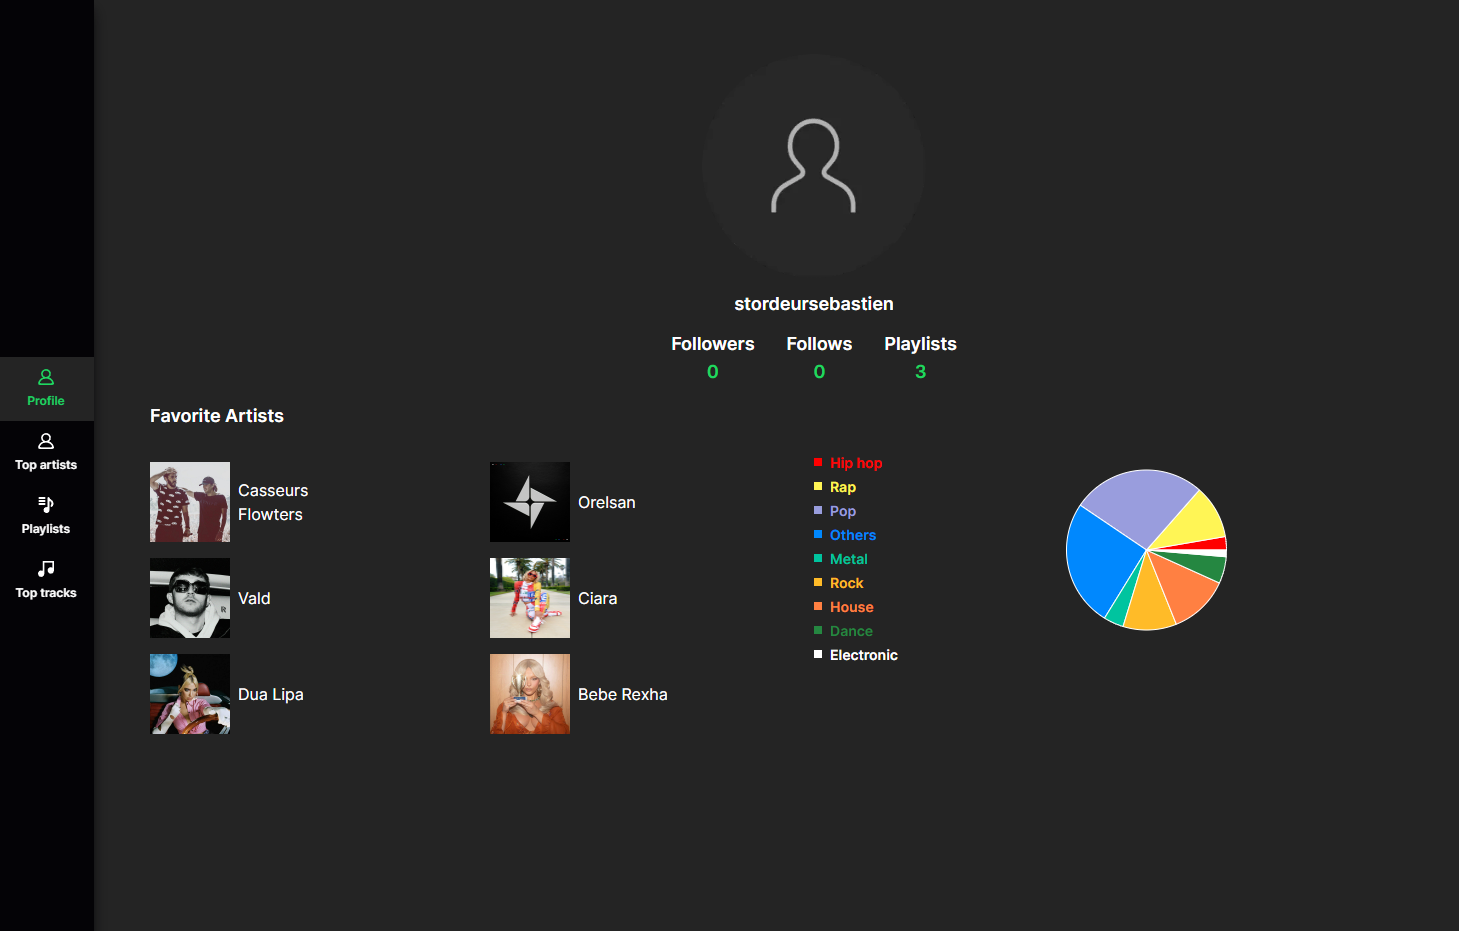 Profile
Top artists
Playlists
Top tracks
stordeursebastien
Followers
0
Follows
0
Playlists
3
Favorite Artists
Casseurs
Flowters
Orelsan
Vald
Ciara
Dua Lipa
Bebe Rexha
Hip hop
Rap
Pop
Others
Metal
Rock
House
Dance
Electronic